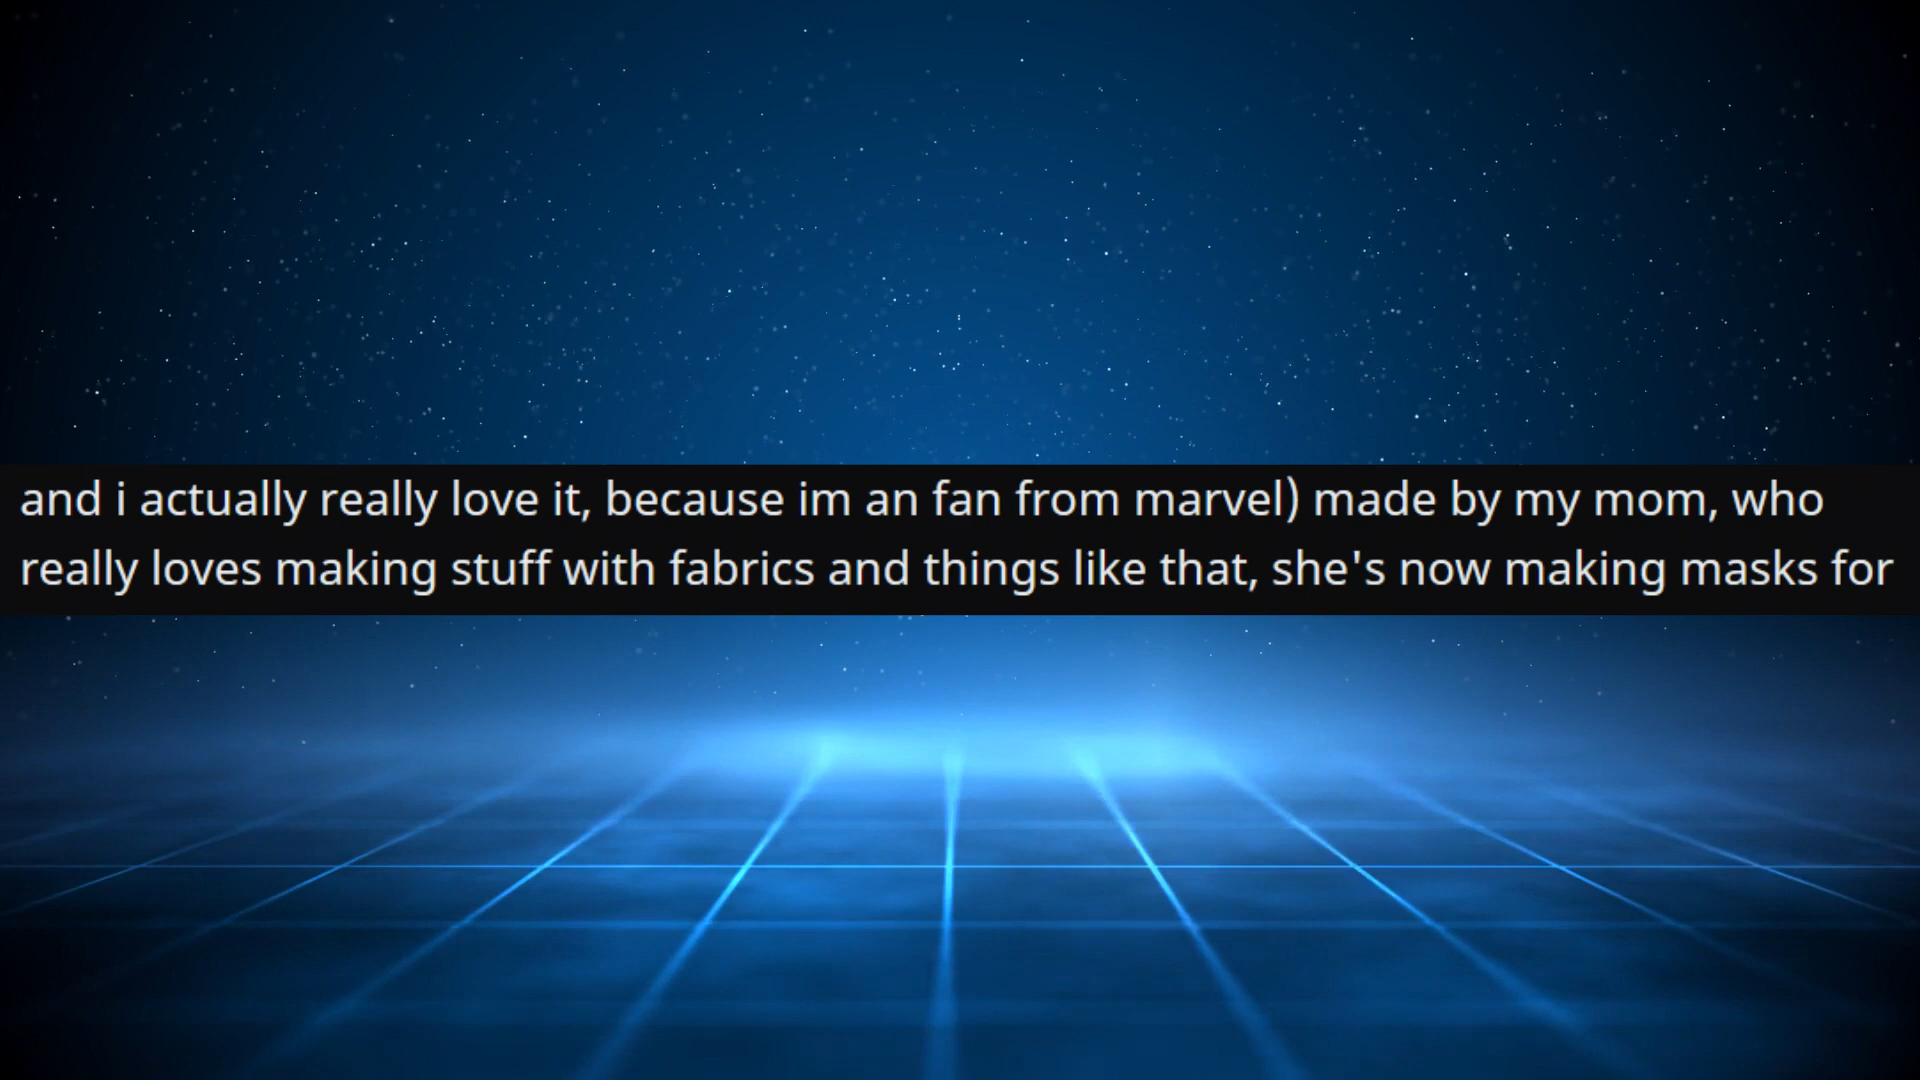 and i actually really love it, because im an fan from marvel) made by my mom, who
really loves making stuff with fabrics and things like that, she's now making masks for